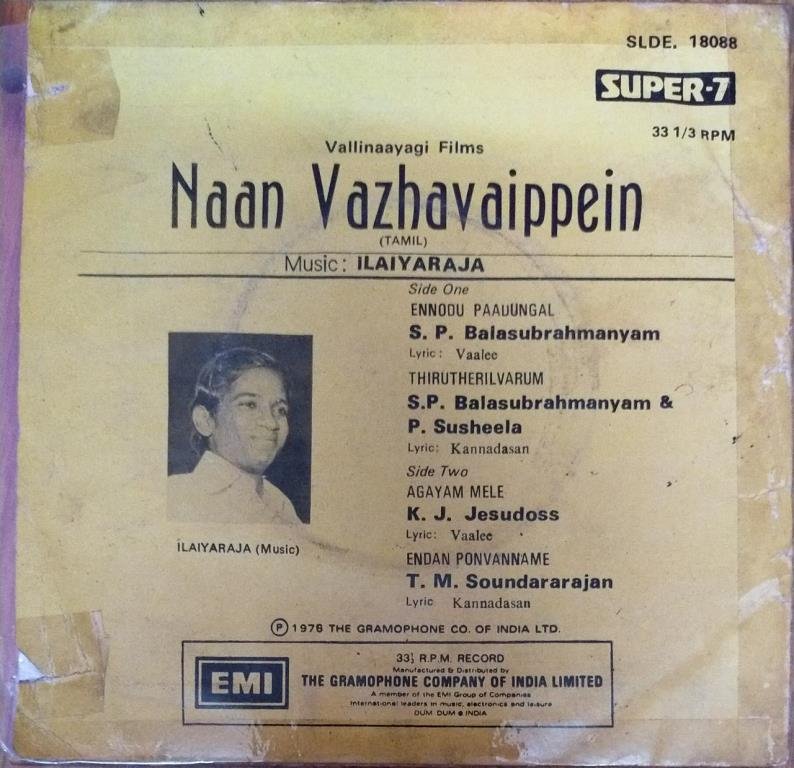 SLDE. 18088
SUPER-7
33 1/3 RPM
Vallinaayagi Films
Naan Vazhavaippein
(TAMIL)
Music: ILAIYARAJA
Side One
ENNODU PAADUNGAL
S. P. Balasubrahmanyam
Lyric: Vaalee
THIRUTHERILVARUM
S.P. Balasubrahmanyam &
P. Susheela
Lyric: Kannadasan
Side Two
AGAYAM MELE
K. J. Jesudoss
Lyric: Vaalee
ENDAN PONVANNAME
T. M. Soundararajan
Lyric Kannadasan
ILAIYARAJA (Music)
Ⓟ 1978 THE GRAMOPHONE CO. OF INDIA LTD.
EMI
33⅓ R.P.M. RECORD
Manufactured & Distributed by
THE GRAMOPHONE COMPANY OF INDIA LIMITED
A member of the EMI Group of Companies
International leaders in music, electronics and leisure
DUM DUM ● INDIA